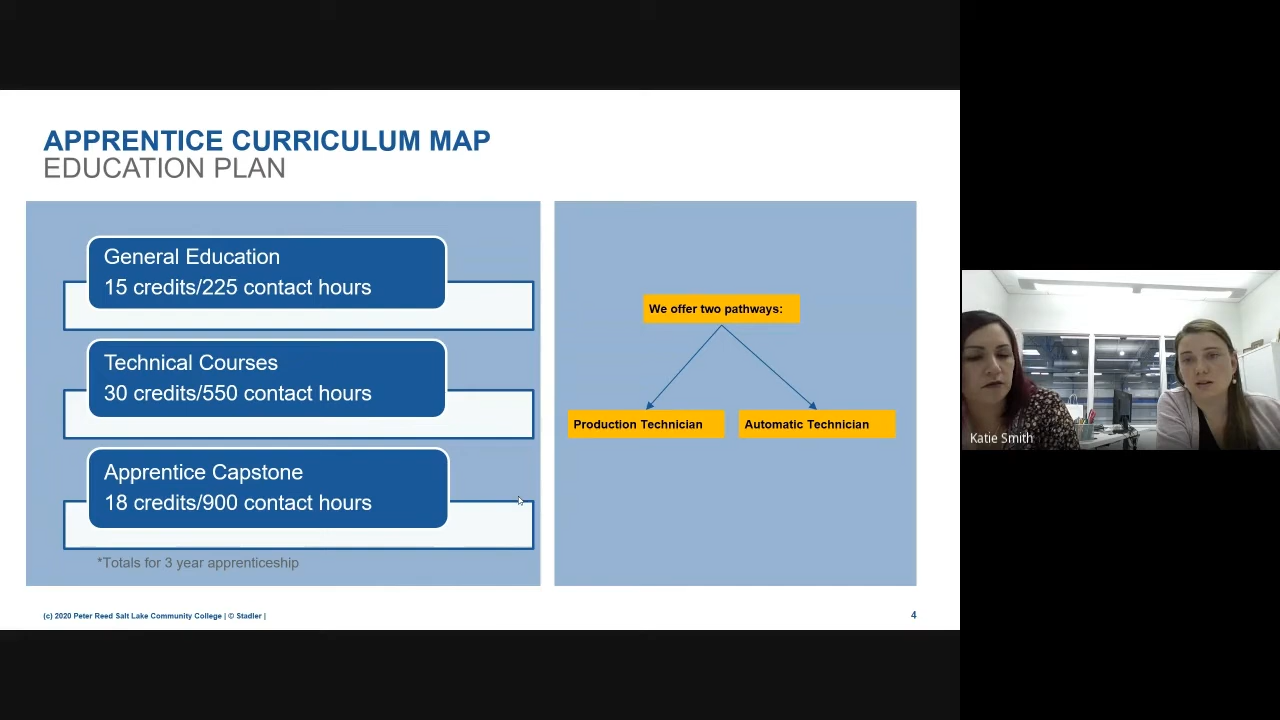 APPRENTICE CURRICULUM MAP
EDUCATION PLAN
General Education
15 credits/225 contact hours
Technical Courses
30 credits/550 contact hours
Apprentice Capstone
18 credits/900 contact hours
*Totals for 3 year apprenticeship
We offer two pathways:
Production Technician
Automatic Technician
(c) 2020 Peter Reed Salt Lake Community College | © Stadler |
4
Katie Smith